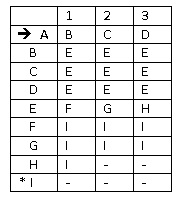 1 2 3
→ A B C D
B E E E
C E E E
D E E E
E F G H
F I I I
G I I I
H I - -
* I - - -